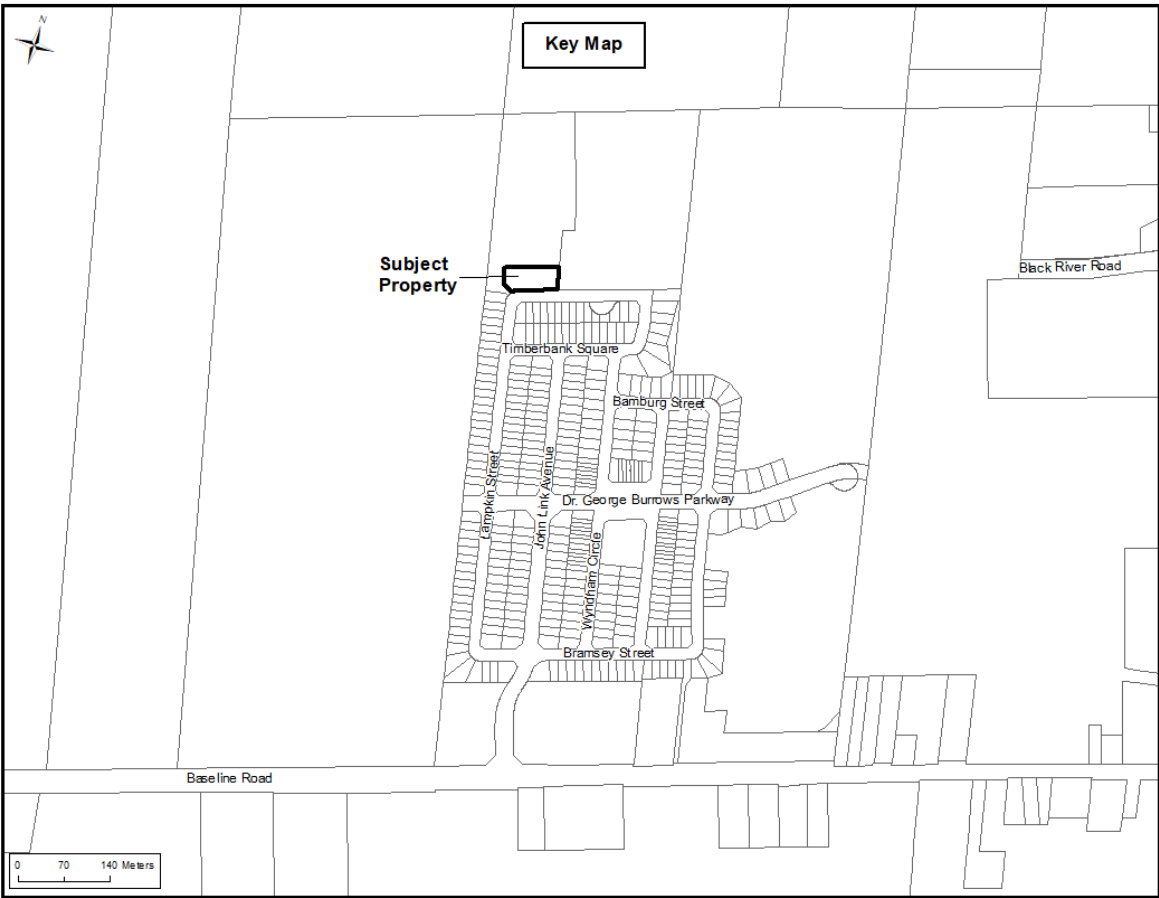 N
Key Map
Subject
Property
Black River Road
Timberbank Square
Bamburg Street
Lampkin Street
John Link Avenue
Dr. George Burrows Parkway
Wyndham Circle
Bramsey Street
Baseline Road
0 70 140 Meters